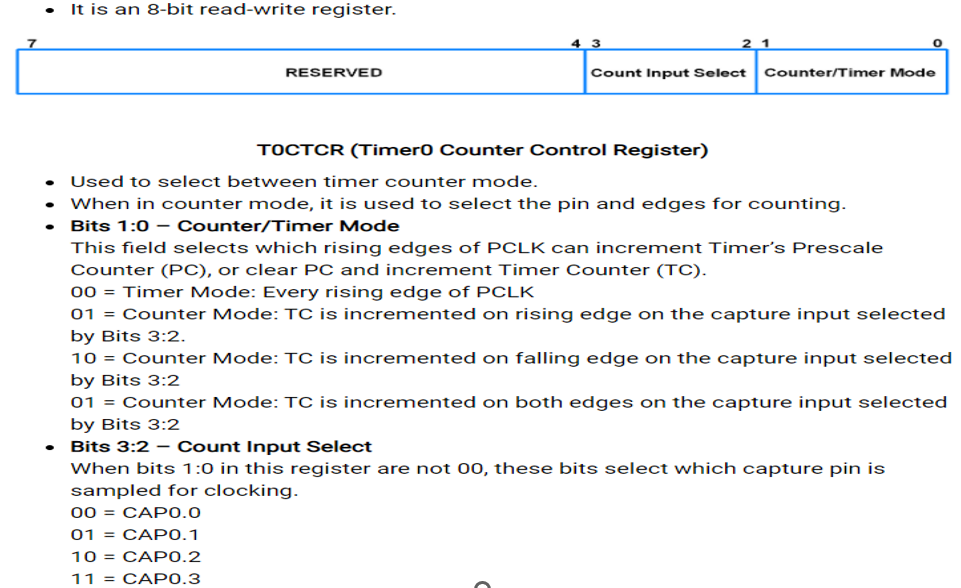 • It is an 8-bit read-write register.
7 4 3 2 1 0
RESERVED Count Input Select Counter/Timer Mode
T0CTCR (Timer0 Counter Control Register)
• Used to select between timer counter mode.
• When in counter mode, it is used to select the pin and edges for counting.
• Bits 1:0 – Counter/Timer Mode
This field selects which rising edges of PCLK can increment Timer's Prescale
Counter (PC), or clear PC and increment Timer Counter (TC).
00 = Timer Mode: Every rising edge of PCLK
01 = Counter Mode: TC is incremented on rising edge on the capture input selected
by Bits 3:2.
10 = Counter Mode: TC is incremented on falling edge on the capture input selected
by Bits 3:2
01 = Counter Mode: TC is incremented on both edges on the capture input selected
by Bits 3:2
• Bits 3:2 – Count Input Select
When bits 1:0 in this register are not 00, these bits select which capture pin is
sampled for clocking.
00 = CAP0.0
01 = CAP0.1
10 = CAP0.2
11 = CAP0.3